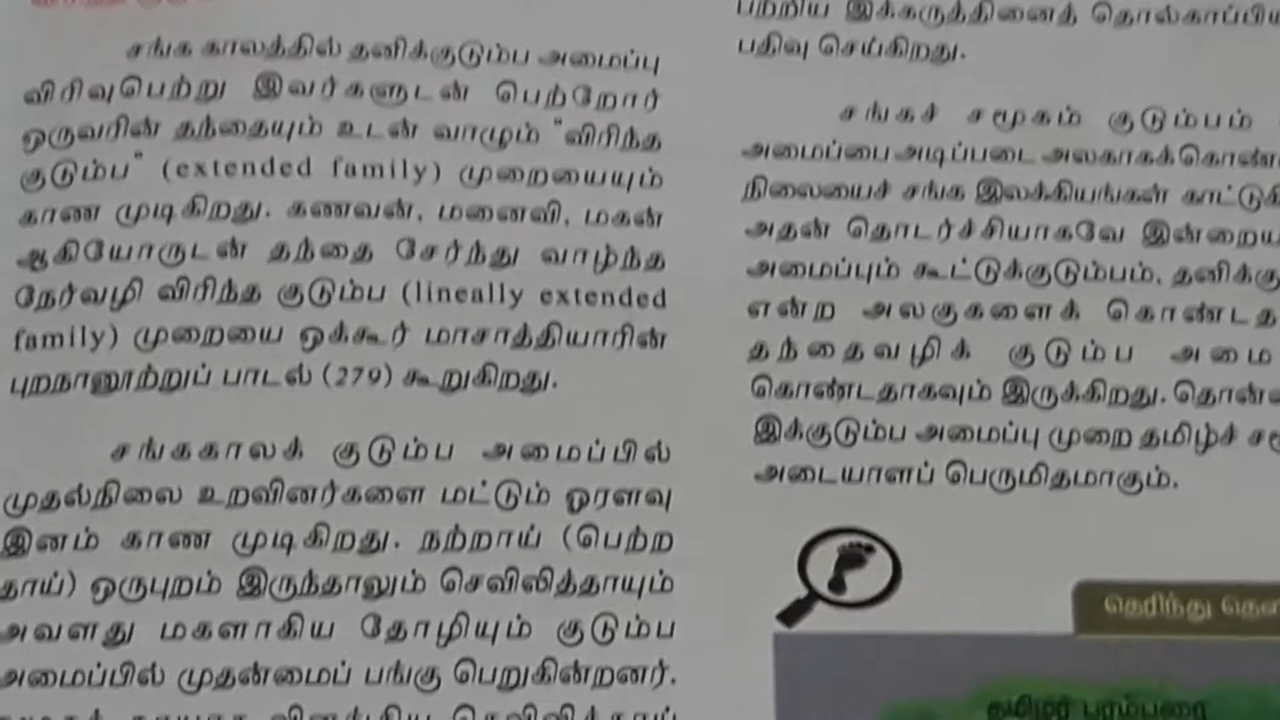 சங்க காலத்தில் தனிக்குடும்ப அமைப்பு
விரிவுபெற்று இவர்களுடன் பெற்றோர்
ஒருவரின் தந்தையும் உடன் வாழும் "விரிந்த
குடும்ப" (extended family) முறையையும்
காண முடிகிறது. கணவன், மனைவி, மகன்
ஆகியோருடன் தந்தை சேர்ந்து வாழ்ந்த
நேர்வழி விரிந்த குடும்ப (lineally extended
family) முறையை ஒக்கூர் மாசாத்தியாரின்
புறநானூற்றுப் பாடல் (279) கூறுகிறது.
சங்ககாலக் குடும்ப அமைப்பில்
முதல்நிலை உறவினர்களை மட்டும் ஓரளவு
இனம் காண முடிகிறது. நற்றாய் (பெற்ற
தாய்) ஒருபுறம் இருந்தாலும் செவிலித்தாயும்
அவளது மகளாகிய தோழியும் குடும்ப
அமைப்பில் முதன்மைப் பங்கு பெறுகின்றனர்.
பற்றிய இக்கருத்தினைத்
பதிவு செய்கிறது.
சங்கச் சமூகம் குடும்பம்
அமைப்பை அடிப்படை அலகாகக்
நிலையைச் சங்க இலக்கியங்கள்
அதன் தொடர்ச்சியாகவே
அமைப்பும் கூட்டுக்குடும்பம்,
என்ற அலகுகளைக்
தந்தைவழிக் குடும்ப
கொண்டதாகவும் இருக்கிறது.
இக்குடும்ப அமைப்பு முறை தமிழ்ச்
அடையாளப் பெருமிதமாகும்.
தெரிந்து
தமிழர் பரம்பரை